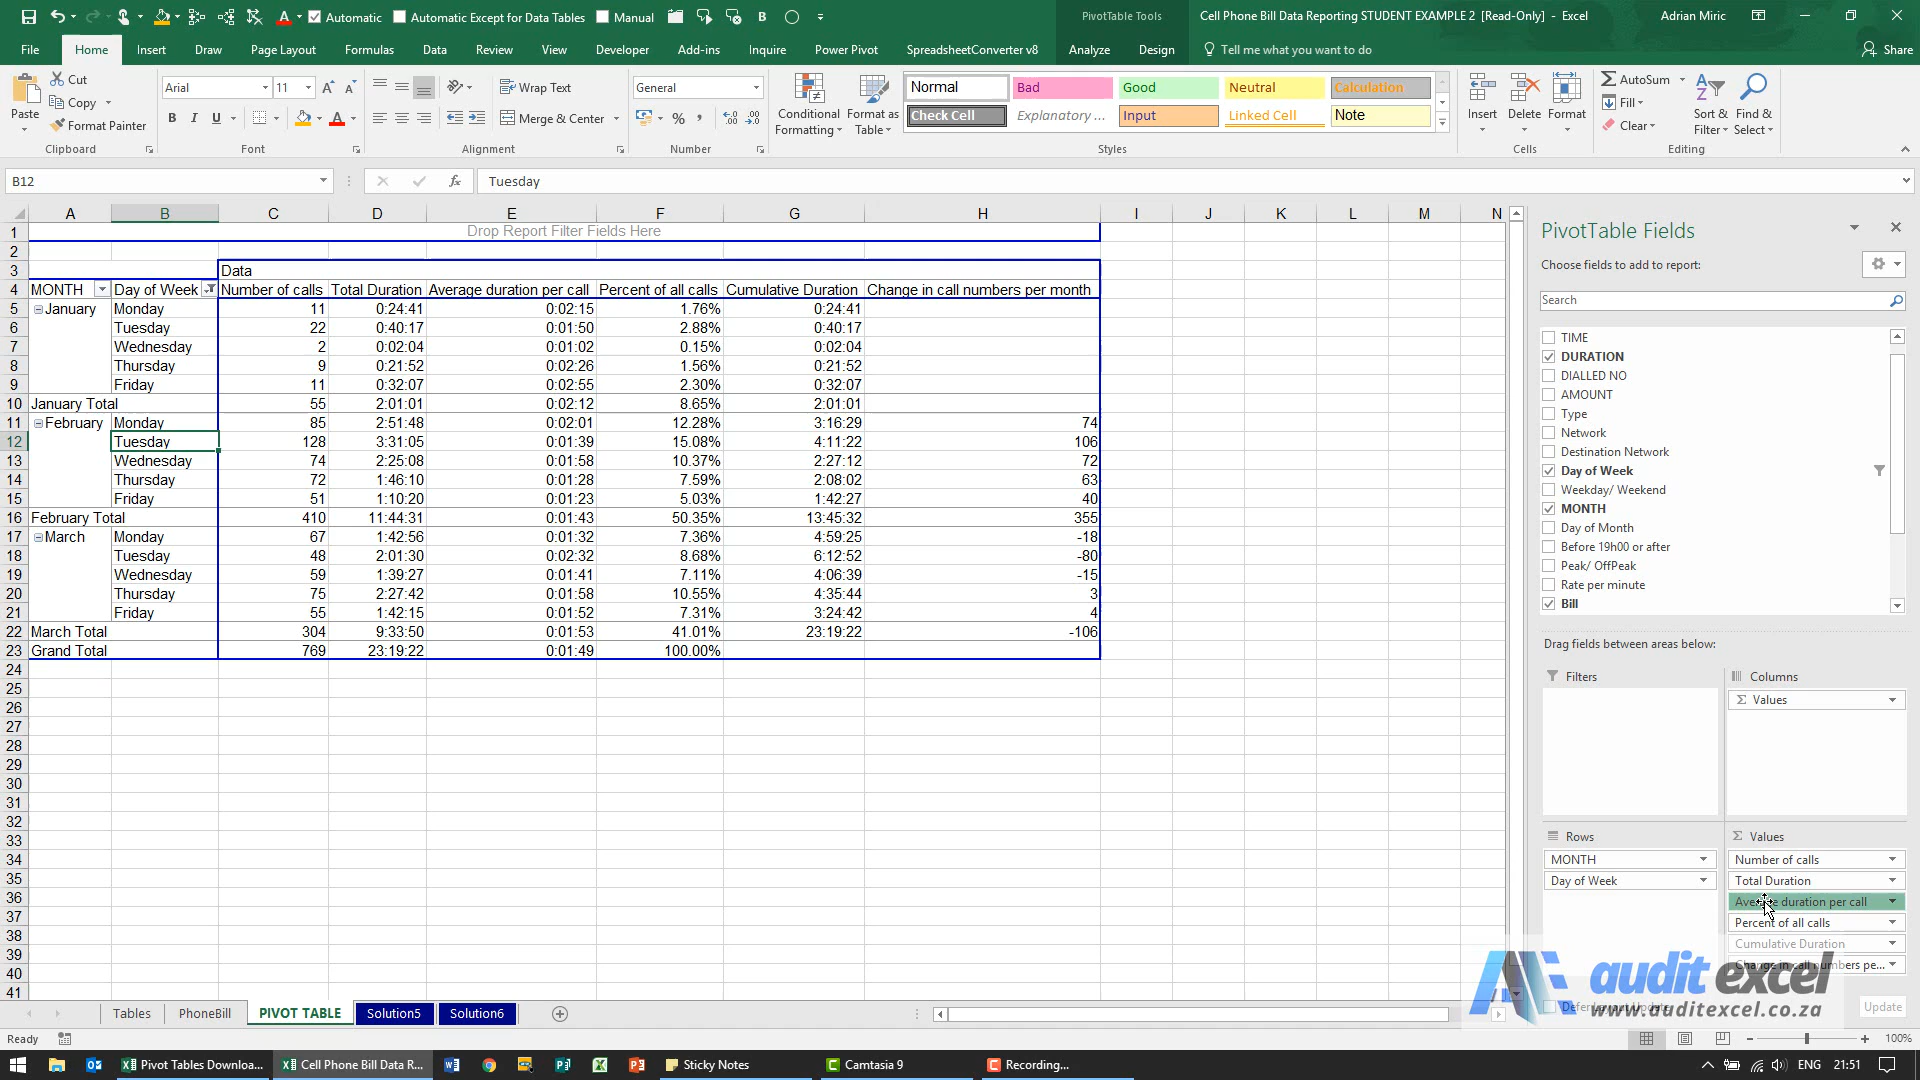 Automatic Automatic Except for Data Tables Manual B PivotTable Tools Cell Phone Bill Data Reporting STUDENT EXAMPLE 2 [Read-Only] - Excel Adrian Miric
File Home Insert Draw Page Layout Formulas Data Review View Developer Add-ins Inquire Power Pivot SpreadsheetConverter v8 Analyze Design Tell me what you want to do Share
Paste Cut Copy Format Painter Clipboard
Arial 11 B I U Font
Wrap Text Merge & Center Alignment
General % Number
Conditional Formatting Format as Table
Normal Bad Good Neutral Calculation
Check Cell Explanatory ... Input Linked Cell Note
Styles
Insert Delete Format Cells
AutoSum Fill Clear Sort & Filter Find & Select Editing
B12 fx Tuesday
A B C D E F G H I J K L M N
1 Drop Report Filter Fields Here
2
3 Data
4 MONTH Day of Week Number of calls Total Duration Average duration per call Percent of all calls Cumulative Duration Change in call numbers per month
5 January Monday 11 0:24:41 0:02:15 1.76% 0:24:41
6 Tuesday 22 0:40:17 0:01:50 2.88% 0:40:17
7 Wednesday 2 0:02:04 0:01:02 0.15% 0:02:04
8 Thursday 9 0:21:52 0:02:26 1.56% 0:21:52
9 Friday 11 0:32:07 0:02:55 2.30% 0:32:07
10 January Total 55 2:01:01 0:02:12 8.65% 2:01:01
11 February Monday 85 2:51:48 0:02:01 12.28% 3:16:29 74
12 Tuesday 128 3:31:05 0:01:39 15.08% 4:11:22 106
13 Wednesday 74 2:25:08 0:01:58 10.37% 2:27:12 72
14 Thursday 72 1:46:10 0:01:28 7.59% 2:08:02 63
15 Friday 51 1:10:20 0:01:23 5.03% 1:42:27 40
16 February Total 410 11:44:31 0:01:43 50.35% 13:45:32 355
17 March Monday 67 1:42:56 0:01:32 7.36% 4:59:25 -18
18 Tuesday 48 2:01:30 0:02:32 8.68% 6:12:52 -80
19 Wednesday 59 1:39:27 0:01:41 7.11% 4:06:39 -15
20 Thursday 75 2:27:42 0:01:58 10.55% 4:35:44 3
21 Friday 55 1:42:15 0:01:52 7.31% 3:24:42 4
22 March Total 304 9:33:50 0:01:53 41.01% 23:19:22 -106
23 Grand Total 769 23:19:22 0:01:49 100.00%
24
25
26
27
28
29
30
31
32
33
34
35
36
37
38
39
40
41
PivotTable Fields
Choose fields to add to report:
Search
TIME
DURATION
DIALLED NO
AMOUNT
Type
Network
Destination Network
Day of Week
Weekday/ Weekend
MONTH
Day of Month
Before 19h00 or after
Peak/ OffPeak
Rate per minute
Bill
Drag fields between areas below:
Filters Columns
Values
Rows Values
MONTH Number of calls
Day of Week Total Duration
Average duration per call
Percent of all calls
Cumulative Duration
Change in call numbers pe...
audit excel
www.auditexcel.co.za
Defer Layout Update Update
Tables PhoneBill PIVOT TABLE Solution5 Solution6
Ready 100%
Pivot Tables Downloa... Cell Phone Bill Data R... Sticky Notes Camtasia 9 Recording... ENG 21:51